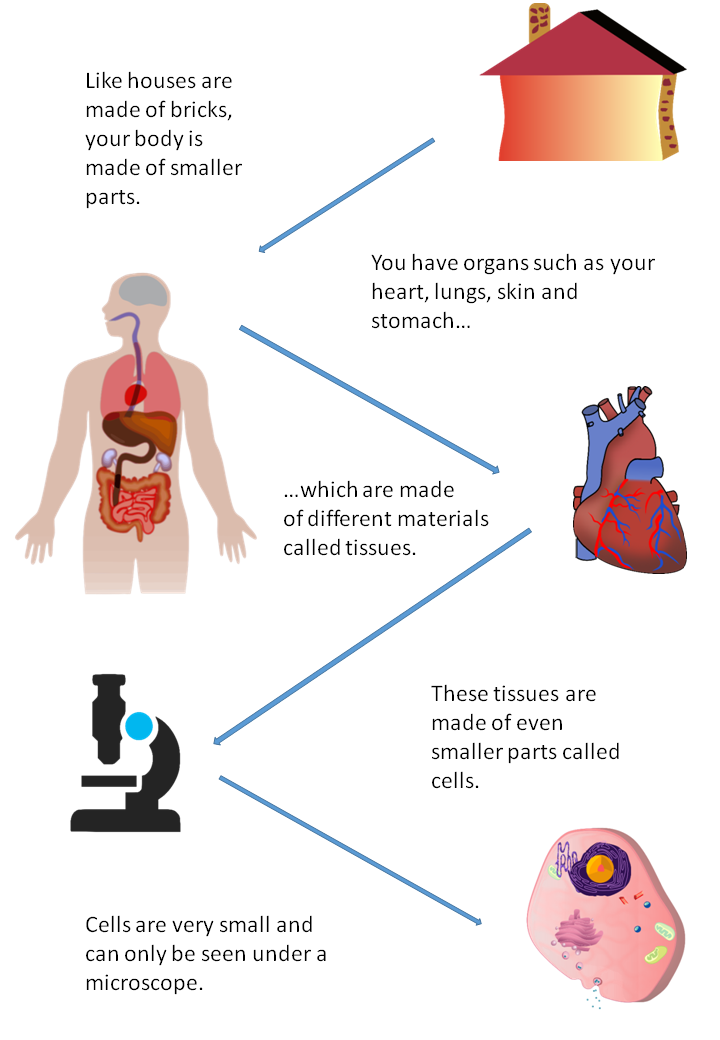 Like houses are
made of bricks,
your body is
made of smaller
parts.
You have organs such as your
heart, lungs, skin and
stomach…
…which are made
of different materials
called tissues.
These tissues are
made of even
smaller parts called
cells.
Cells are very small and
can only be seen under a
microscope.